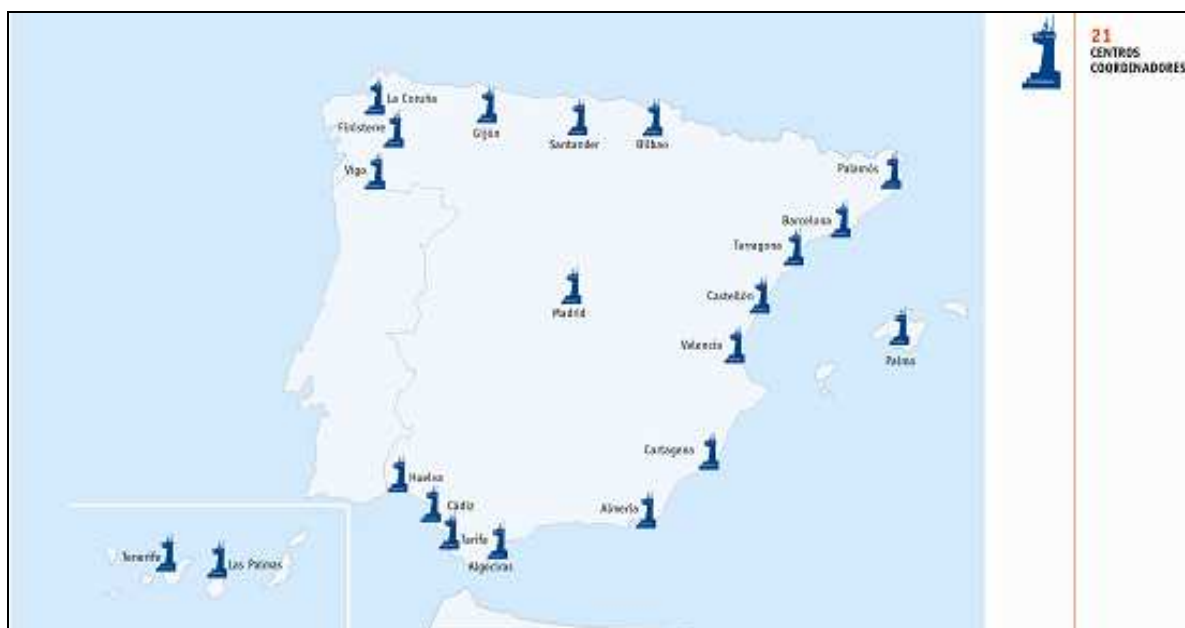 21
CENTROS
COORDINADORES
La Coruña
Finisterre
Gijón
Santander
Bilbao
Vigo
Palamós
Barcelona
Tarragona
Castellón
Madrid
Valencia
Palma
Cartagena
Huelva
Cádiz
Almería
Tarifa
Algeciras
Tenerife
Las Palmas